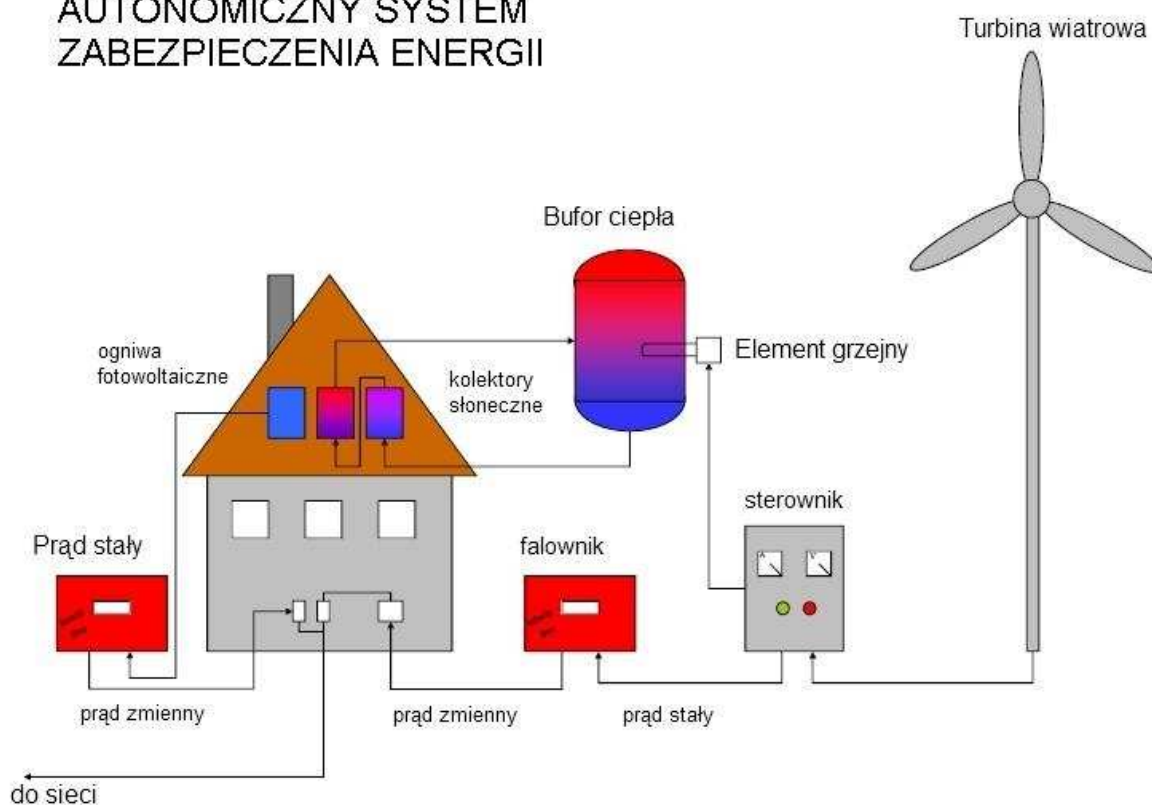 AUTONOMICZNY SYSTEM
ZABEZPIECZENIA ENERGII
Turbina wiatrowa
Bufor ciepła
ogniwa
fotowoltaiczne
kolektory
słoneczne
Element grzejny
sterownik
Prąd stały
falownik
A
V
prąd zmienny
prąd zmienny
prąd stały
do sieci